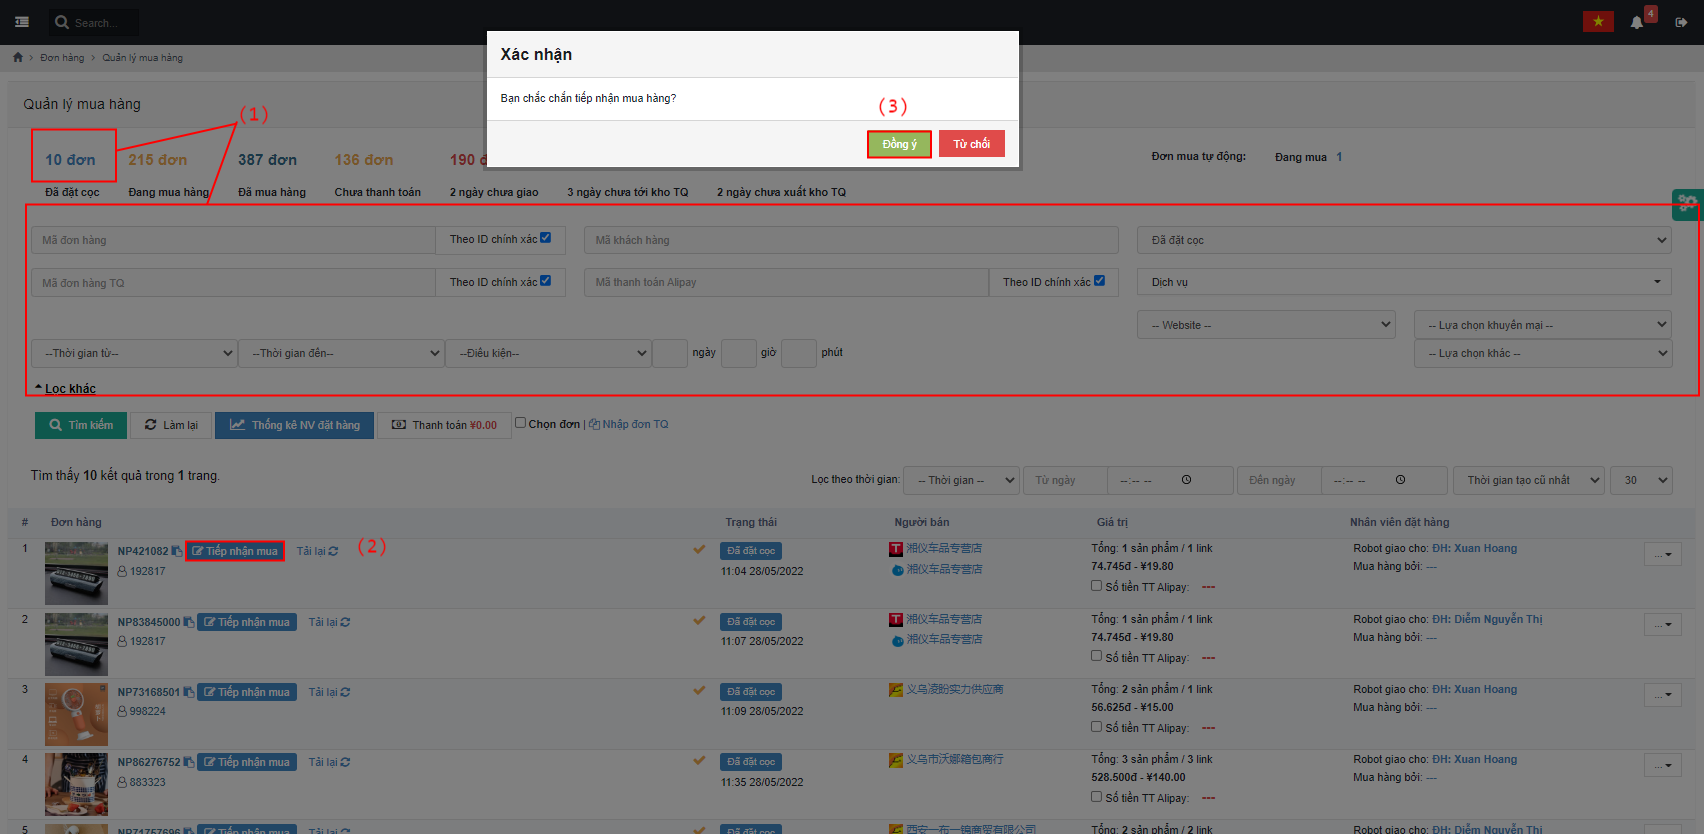 Search...
4
Đơn hàng > Quản lý mua hàng
Xác nhận
Bạn chắc chắn tiếp nhận mua hàng?
(3)
Đồng ý
Từ chối
Quản lý mua hàng
(1)
10 đơn
215 đơn
387 đơn
136 đơn
190
Đơn mua tự động: Đang mua 1
Đã đặt cọc
Đang mua hàng
Đã mua hàng
Chưa thanh toán
2 ngày chưa giao
3 ngày chưa tới kho TQ
2 ngày chưa xuất kho TQ
Mã đơn hàng Theo ID chính xác
Mã khách hàng
Đã đặt cọc
Mã đơn hàng TQ Theo ID chính xác
Mã thanh toán Alipay Theo ID chính xác
Dịch vụ
-- Website --
-- Lựa chọn khuyến mại --
--Thời gian từ--
--Thời gian đến--
--Điều kiện--
ngày
giờ
phút
-- Lựa chọn khác --
Lọc khác
Tìm kiếm
Làm lại
Thống kê NV đặt hàng
Thanh toán ¥0.00
Chọn đơn | Nhập đơn TQ
Tìm thấy 10 kết quả trong 1 trang.
Lọc theo thời gian: -- Thời gian -- Từ ngày --:-- -- Đến ngày --:-- -- Thời gian tạo cũ nhất 30
# Đơn hàng Trạng thái Người bán Giá trị Nhân viên đặt hàng
1 NP421082 Tiếp nhận mua Tải lại (2) Đã đặt cọc 湘仪车品专营店 Tổng: 1 sản phẩm / 1 link Robot giao cho: ĐH: Xuan Hoang ...
192817 11:04 28/05/2022 湘仪车品专营店 74.745đ - ¥19.80 Mua hàng bởi: ---
Số tiền TT Alipay: ---
2 NP83845000 Tiếp nhận mua Tải lại Đã đặt cọc 湘仪车品专营店 Tổng: 1 sản phẩm / 1 link Robot giao cho: ĐH: Diễm Nguyễn Thị ...
192817 11:07 28/05/2022 湘仪车品专营店 74.745đ - ¥19.80 Mua hàng bởi: ---
Số tiền TT Alipay: ---
3 NP73168501 Tiếp nhận mua Tải lại Đã đặt cọc 义乌凌盼实力供应商 Tổng: 2 sản phẩm / 1 link Robot giao cho: ĐH: Xuan Hoang ...
998224 11:09 28/05/2022 56.625đ - ¥15.00 Mua hàng bởi: ---
Số tiền TT Alipay: ---
4 NP86276752 Tiếp nhận mua Tải lại Đã đặt cọc 义乌市沃娜箱包商行 Tổng: 3 sản phẩm / 3 link Robot giao cho: ĐH: Xuan Hoang ...
883323 11:35 28/05/2022 528.500đ - ¥140.00 Mua hàng bởi: ---
Số tiền TT Alipay: ---
5 NP71757696 Tiếp nhận mua Tải lại Đã đặt cọc 西安一布一锦商贸有限公司 Tổng: 2 sản phẩm / 2 link Robot giao cho: ĐH: Diễm Nguyễn Thị